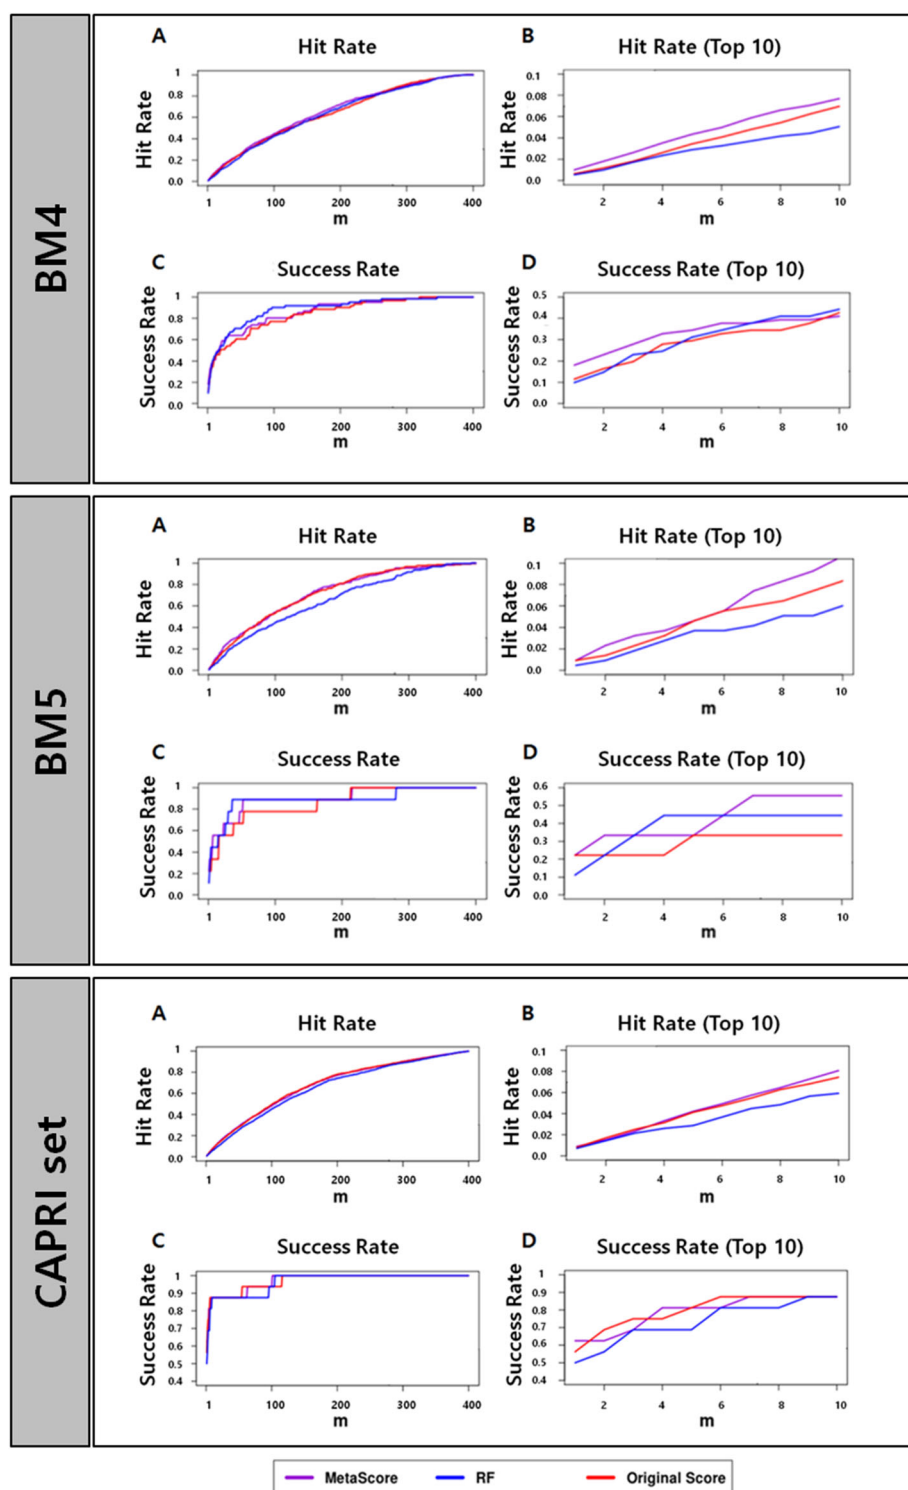 BM4
A
Hit Rate
Hit Rate
1
0.8
0.6
0.4
0.2
0.0
1 100 200 300 400
m
B
Hit Rate (Top 10)
Hit Rate
0.1
0.08
0.06
0.04
0.02
0.0
2 4 6 8 10
m
C
Success Rate
Success Rate
1
0.8
0.6
0.4
0.2
0.0
1 100 200 300 400
m
D
Success Rate (Top 10)
Success Rate
0.5
0.4
0.3
0.2
0.1
0.0
2 4 6 8 10
m
BM5
A
Hit Rate
Hit Rate
1
0.8
0.6
0.4
0.2
0.0
1 100 200 300 400
m
B
Hit Rate (Top 10)
Hit Rate
0.1
0.08
0.06
0.04
0.02
0.0
2 4 6 8 10
m
C
Success Rate
Success Rate
1
0.8
0.6
0.4
0.2
0.0
1 100 200 300 400
m
D
Success Rate (Top 10)
Success Rate
0.6
0.5
0.4
0.3
0.2
0.1
0.0
2 4 6 8 10
m
CAPRI set
A
Hit Rate
Hit Rate
1
0.8
0.6
0.4
0.2
0.0
1 100 200 300 400
m
B
Hit Rate (Top 10)
Hit Rate
0.1
0.08
0.06
0.04
0.02
0.0
2 4 6 8 10
m
C
Success Rate
Success Rate
1
0.9
0.8
0.7
0.6
0.5
0.4
1 100 200 300 400
m
D
Success Rate (Top 10)
Success Rate
1
0.9
0.8
0.7
0.6
0.5
0.4
2 4 6 8 10
m
MetaScore RF Original Score